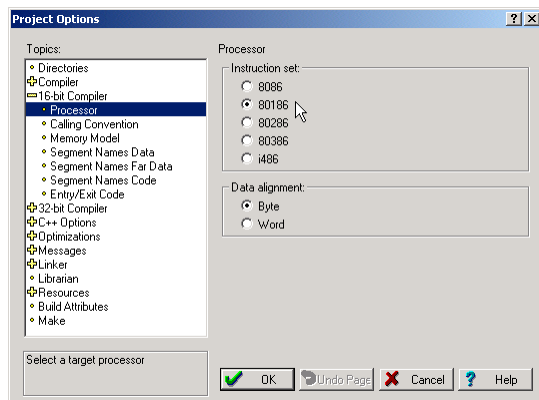 Project Options
Topics:
Directories
Compiler
16-bit Compiler
Processor
Calling Convention
Memory Model
Segment Names Data
Segment Names Far Data
Segment Names Code
Entry/Exit Code
32-bit Compiler
C++ Options
Optimizations
Messages
Linker
Librarian
Resources
Build Attributes
Make
Processor
Instruction set:
8086
80186
80286
80386
i486
Data alignment:
Byte
Word
Select a target processor
OK
Undo Page
Cancel
? Help